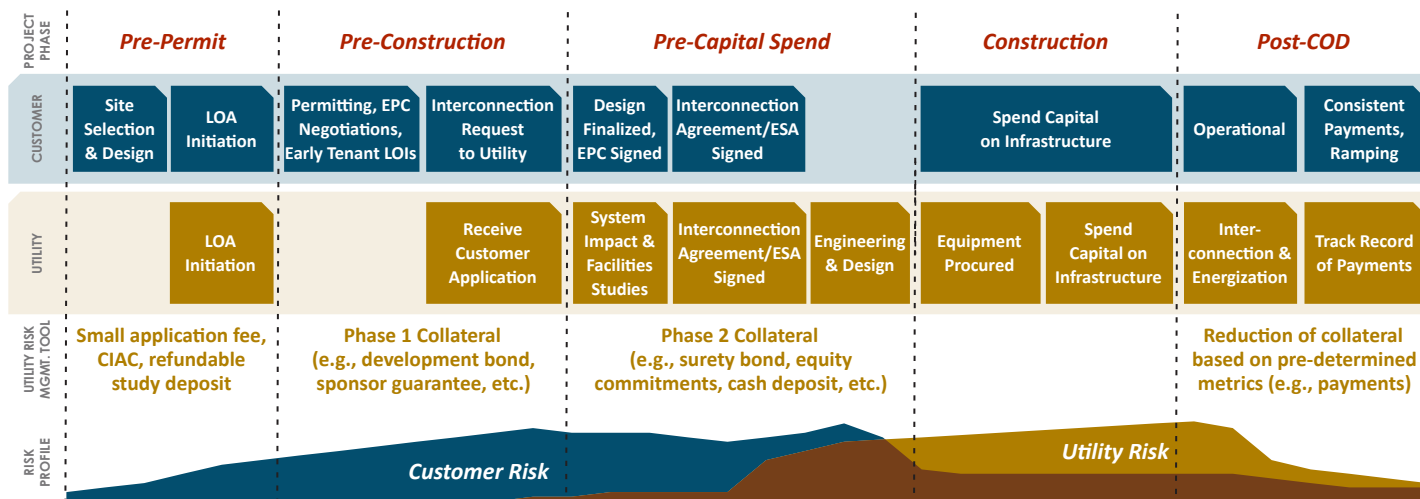 PROJECT
PHASE
Pre-Permit
Pre-Construction
Pre-Capital Spend
Construction
Post-COD
CUSTOMER
Site
Selection
& Design
LOA
Initiation
Permitting, EPC
Negotiations,
Early Tenant LOIs
Interconnection
Request
to Utility
Design
Finalized,
EPC Signed
Interconnection
Agreement/ESA
Signed
Spend Capital
on Infrastructure
Operational
Consistent
Payments,
Ramping
UTILITY
LOA
Initiation
Receive
Customer
Application
System
Impact &
Facilities
Studies
Interconnection
Agreement/ESA
Signed
Engineering
& Design
Equipment
Procured
Spend
Capital on
Infrastructure
Inter-
connection &
Energization
Track Record
of Payments
UTILITY RISK
MGMT. TOOL
Small application fee,
CIAC, refundable
study deposit
Phase 1 Collateral
(e.g., development bond,
sponsor guarantee, etc.)
Phase 2 Collateral
(e.g., surety bond, equity
commitments, cash deposit, etc.)
Reduction of collateral
based on pre-determined
metrics (e.g., payments)
RISK
PROFILE
Customer Risk
Utility Risk